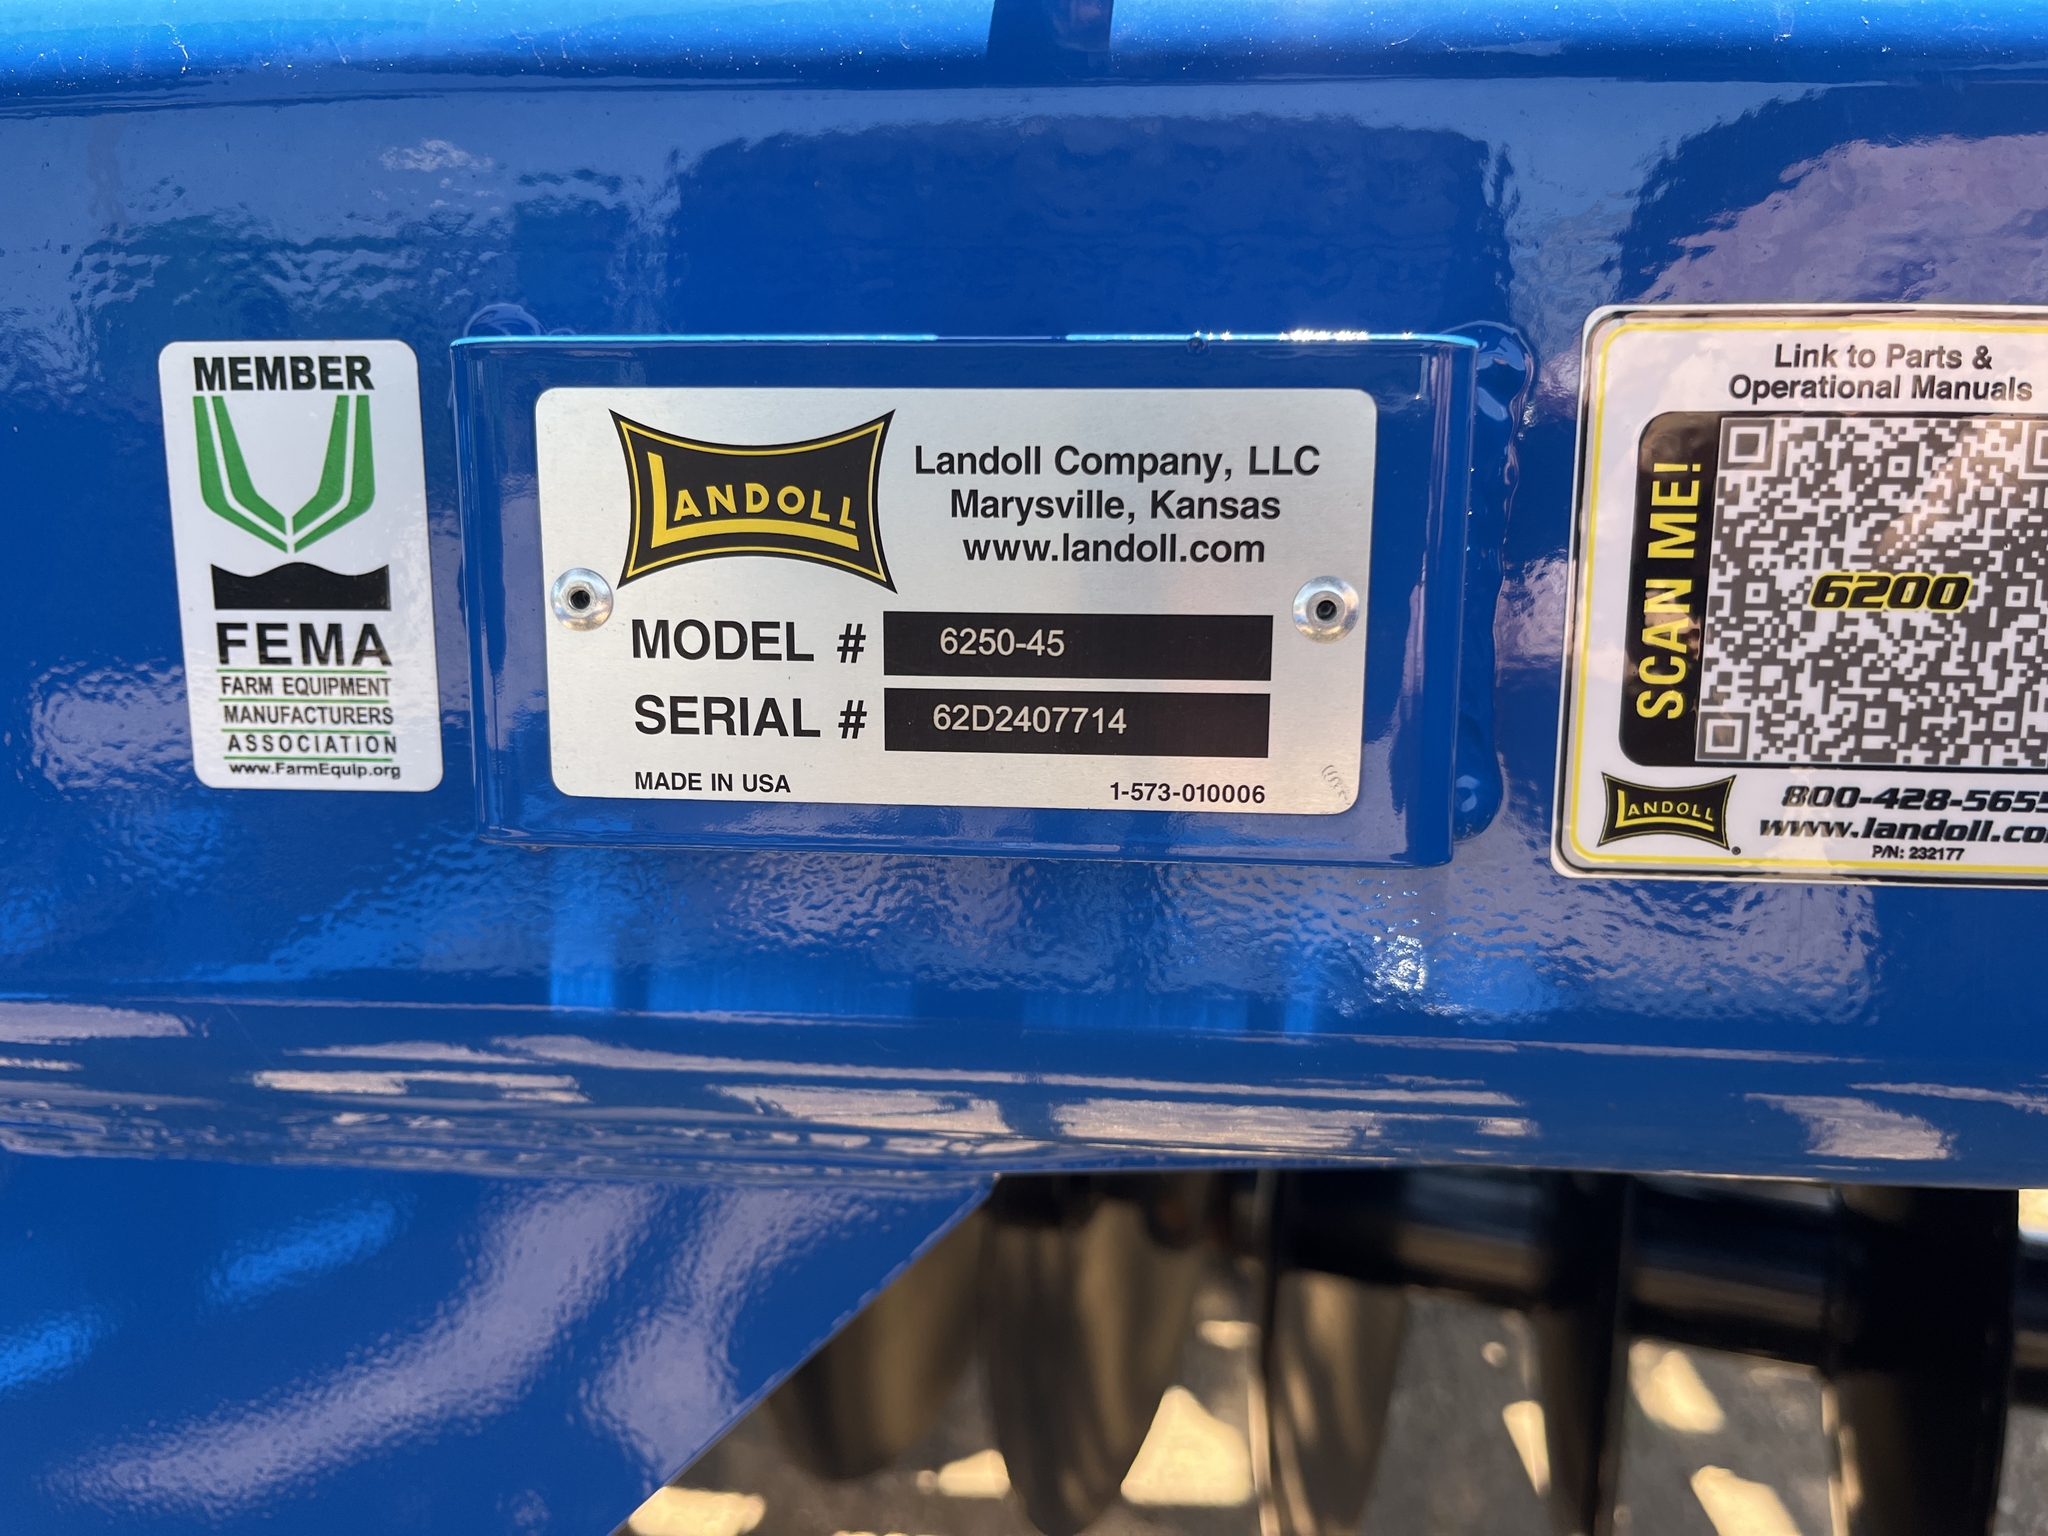 MEMBER
FEMA
FARM EQUIPMENT
MANUFACTURERS
ASSOCIATION
www.FarmEquip.org
LANDOLL
Landoll Company, LLC
Marysville, Kansas
www.landoll.com
MODEL # 6250-45
SERIAL # 62D2407714
MADE IN USA 1-573-010006
Link to Parts &
Operational Manuals
SCAN ME!
6200
LANDOLL
800-428-5655
www.landoll.co
P/N: 232177